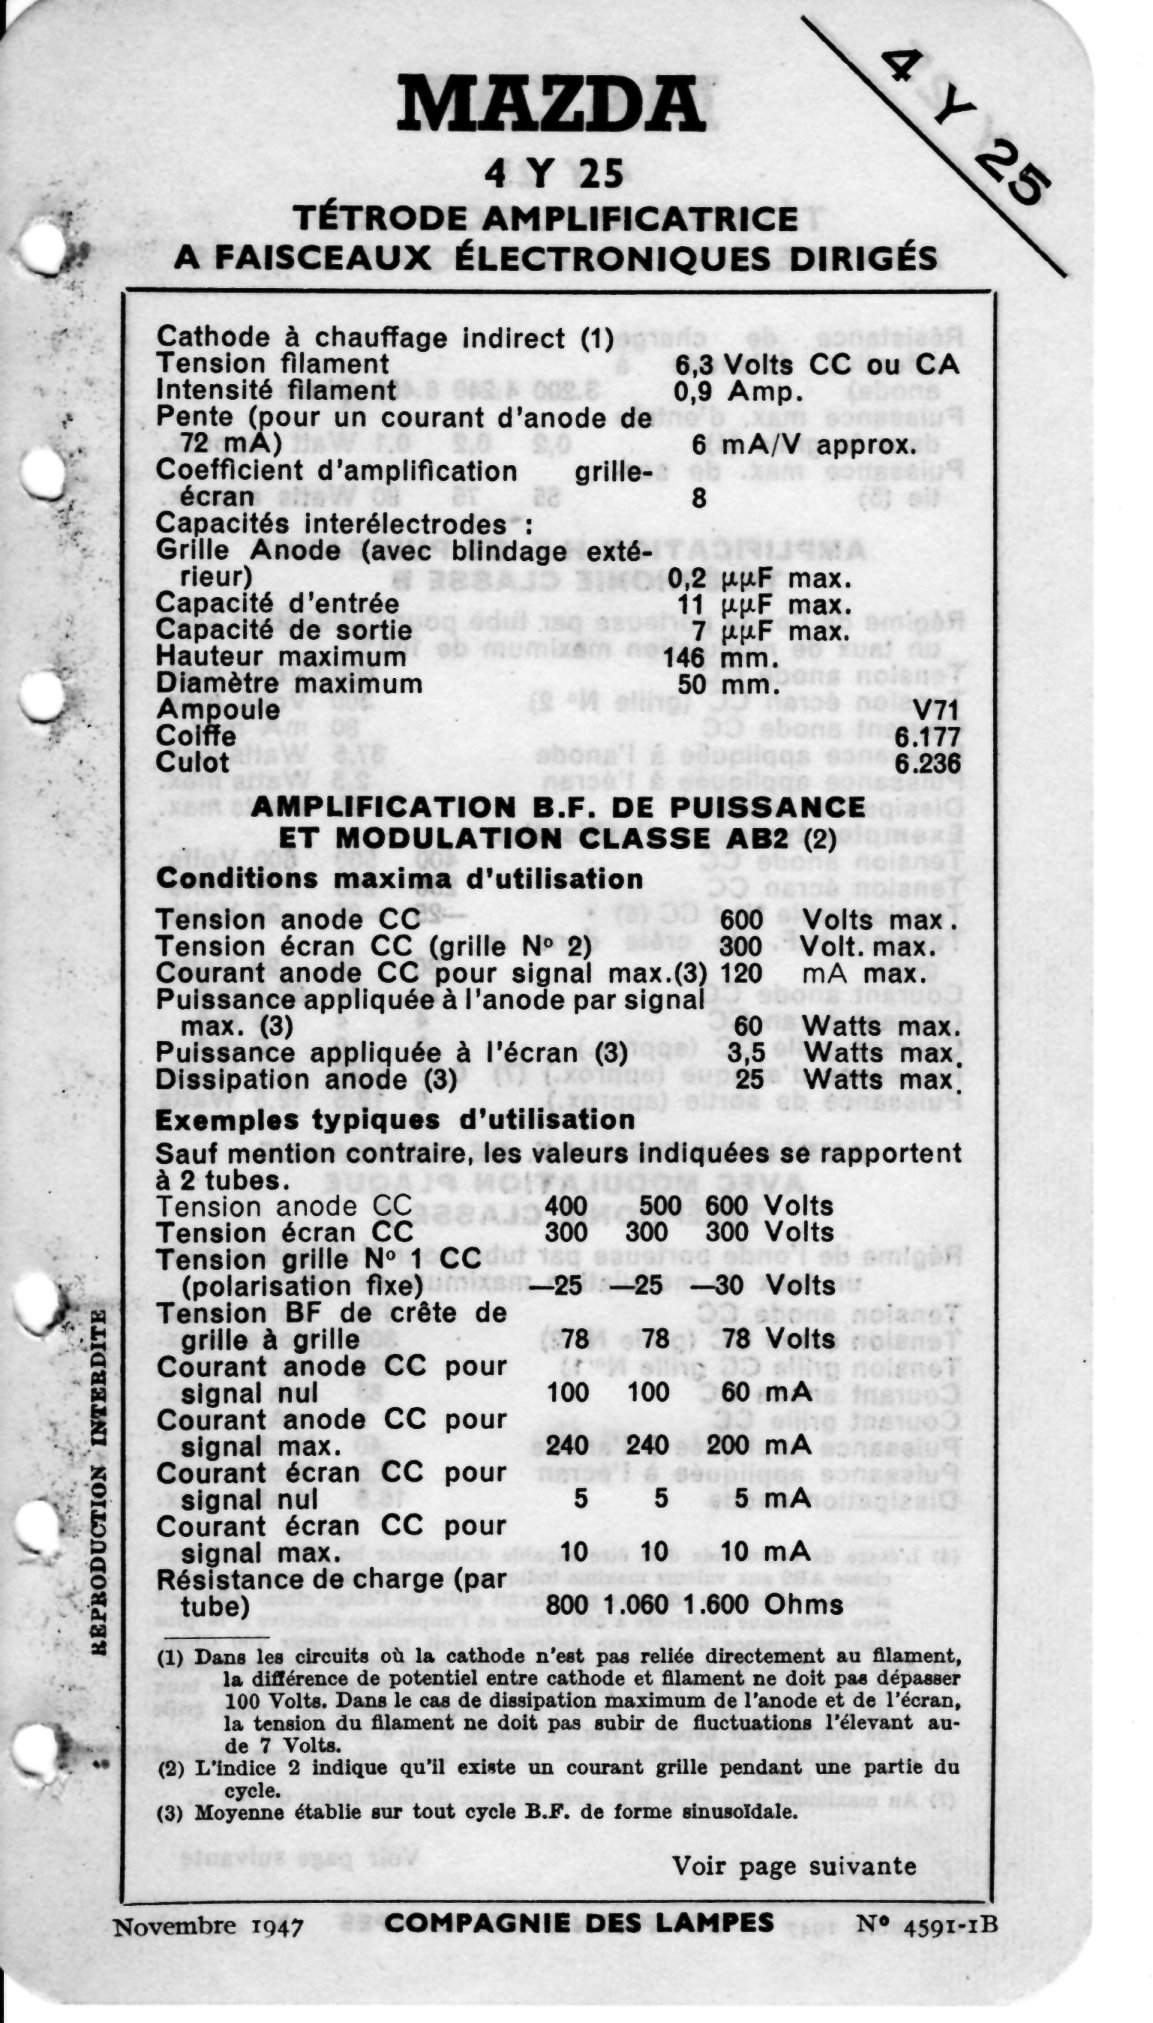 4 Y 25
MAZDA
4 Y 25
TÉTRODE AMPLIFICATRICE
A FAISCEAUX ÉLECTRONIQUES DIRIGÉS
Cathode à chauffage indirect (1)
Tension filament 6,3 Volts CC ou CA
Intensité filament 0,9 Amp.
Pente (pour un courant d'anode de
72 mA) 6 mA/V approx.
Coefficient d'amplification grille-
écran 8
Capacités interélectrodes :
Grille Anode (avec blindage exté-
rieur) 0,2 µµF max.
Capacité d'entrée 11 µµF max.
Capacité de sortie 7 µµF max.
Hauteur maximum 146 mm.
Diamètre maximum 50 mm.
Ampoule V71
Coiffe 6.177
Culot 6.236
AMPLIFICATION B.F. DE PUISSANCE
ET MODULATION CLASSE AB2 (2)
Conditions maxima d'utilisation
Tension anode CC 600 Volts max.
Tension écran CC (grille Nº 2) 300 Volt. max.
Courant anode CC pour signal max.(3) 120 mA max.
Puissance appliquée à l'anode par signal
max. (3) 60 Watts max.
Puissance appliquée à l'écran (3) 3,5 Watts max.
Dissipation anode (3) 25 Watts max.
Exemples typiques d'utilisation
Sauf mention contraire, les valeurs indiquées se rapportent
à 2 tubes.
Tension anode CC 400 500 600 Volts
Tension écran CC 300 300 300 Volts
Tension grille Nº 1 CC
(polarisation fixe) —25 —25 —30 Volts
Tension BF de crête de
grille à grille 78 78 78 Volts
Courant anode CC pour
signal nul 100 100 60 mA
Courant anode CC pour
signal max. 240 240 200 mA
Courant écran CC pour
signal nul 5 5 5 mA
Courant écran CC pour
signal max. 10 10 10 mA
Résistance de charge (par
tube) 800 1.060 1.600 Ohms
(1) Dans les circuits où la cathode n'est pas reliée directement au filament,
la différence de potentiel entre cathode et filament ne doit pas dépasser
100 Volts. Dans le cas de dissipation maximum de l'anode et de l'écran,
la tension du filament ne doit pas subir de fluctuations l'élevant au-
de 7 Volts.
(2) L'indice 2 indique qu'il existe un courant grille pendant une partie du
cycle.
(3) Moyenne établie sur tout cycle B.F. de forme sinusoïdale.
Voir page suivante
REPRODUCTION INTERDITE
Novembre 1947 COMPAGNIE DES LAMPES Nº 4591-1B